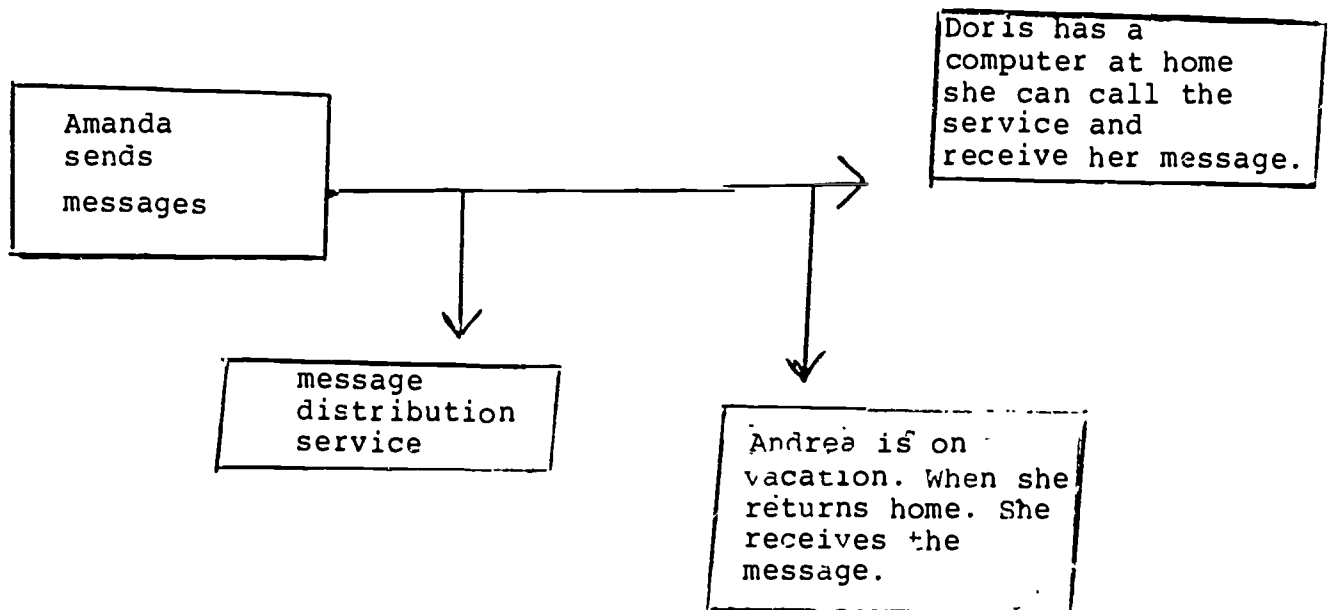 Doris has a
computer at home
she can call the
service and
receive her message.
Amanda
sends
messages
message
distribution
service
Andrea is on
vacation. When she
returns home. She
receives the
message.